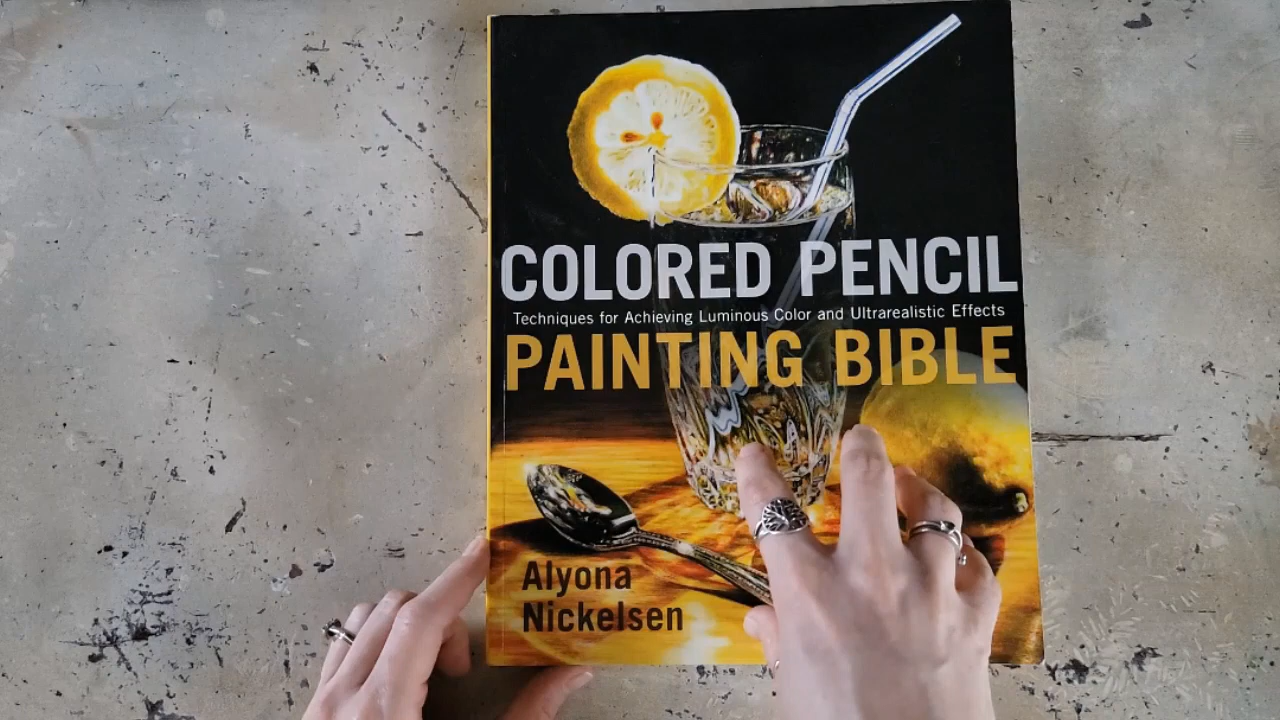 COLORED PENCIL
Techniques for Achieving Luminous Color and Ultrarealistic Effects
PAINTING BIBLE
Alyona
Nickelsen